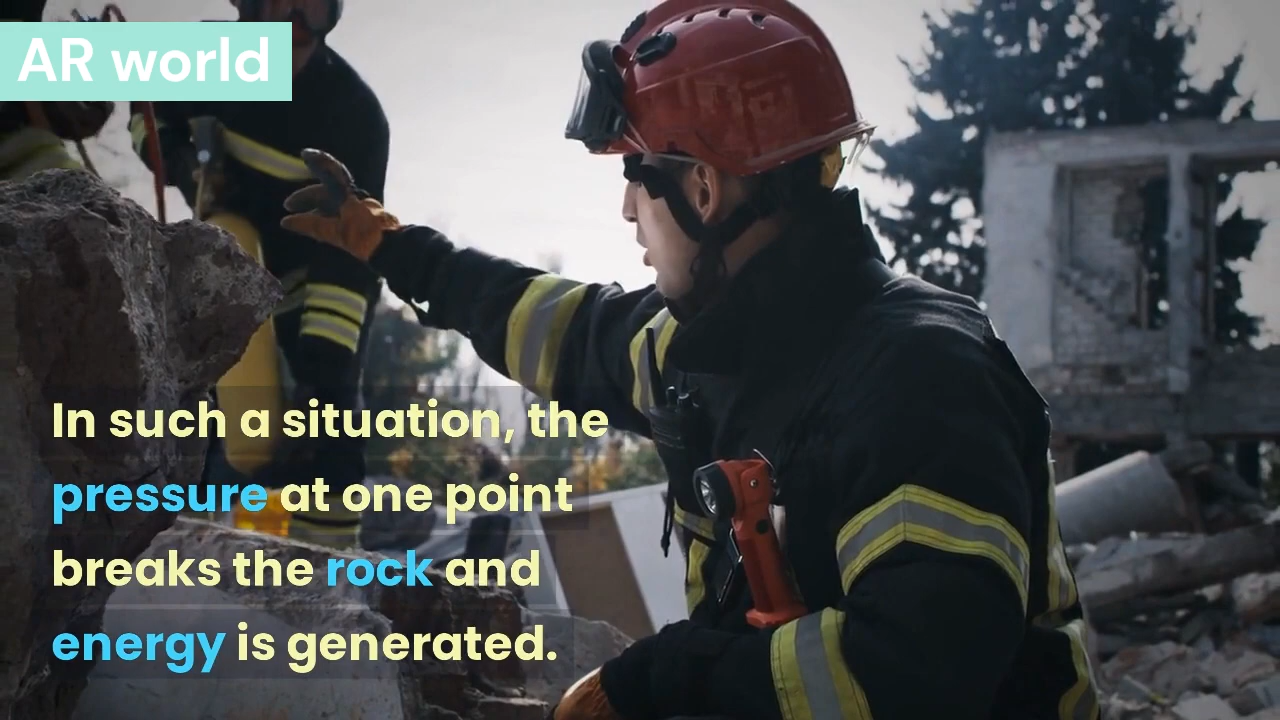 AR world
In such a situation, the
pressure at one point
breaks the rock and
energy is generated.